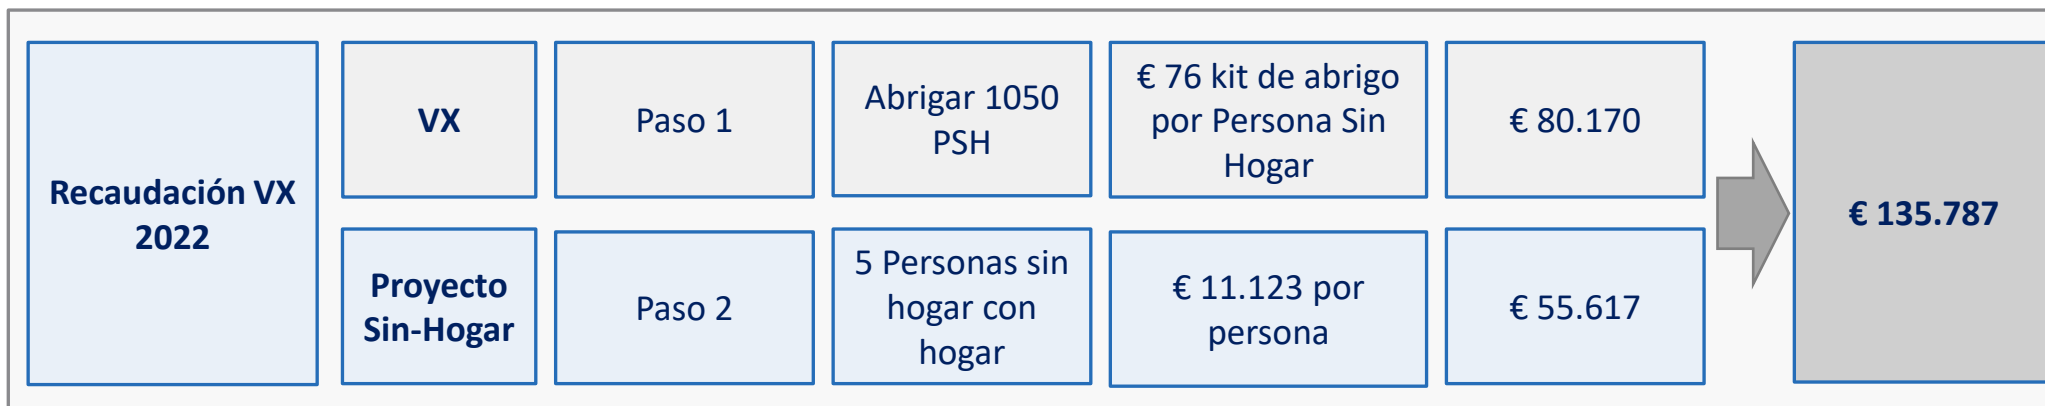 Recaudación VX
2022
VX
Paso 1
Abrigar 1050
PSH
€ 76 kit de abrigo
por Persona Sin
Hogar
€ 80.170
Proyecto
Sin-Hogar
Paso 2
5 Personas sin
hogar con
hogar
€ 11.123 por
persona
€ 55.617
€ 135.787